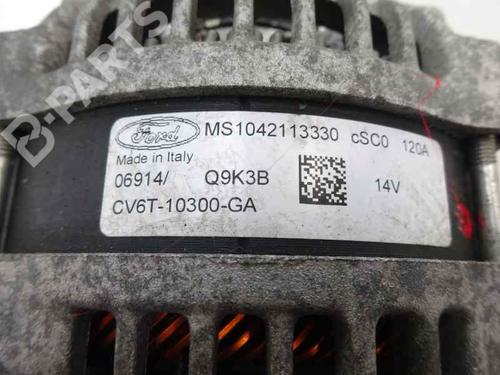 B-PARTS
Ford MS1042113330 cSC0 120A
Made in Italy
06914/ Q9K3B 14V
CV6T-10300-GA